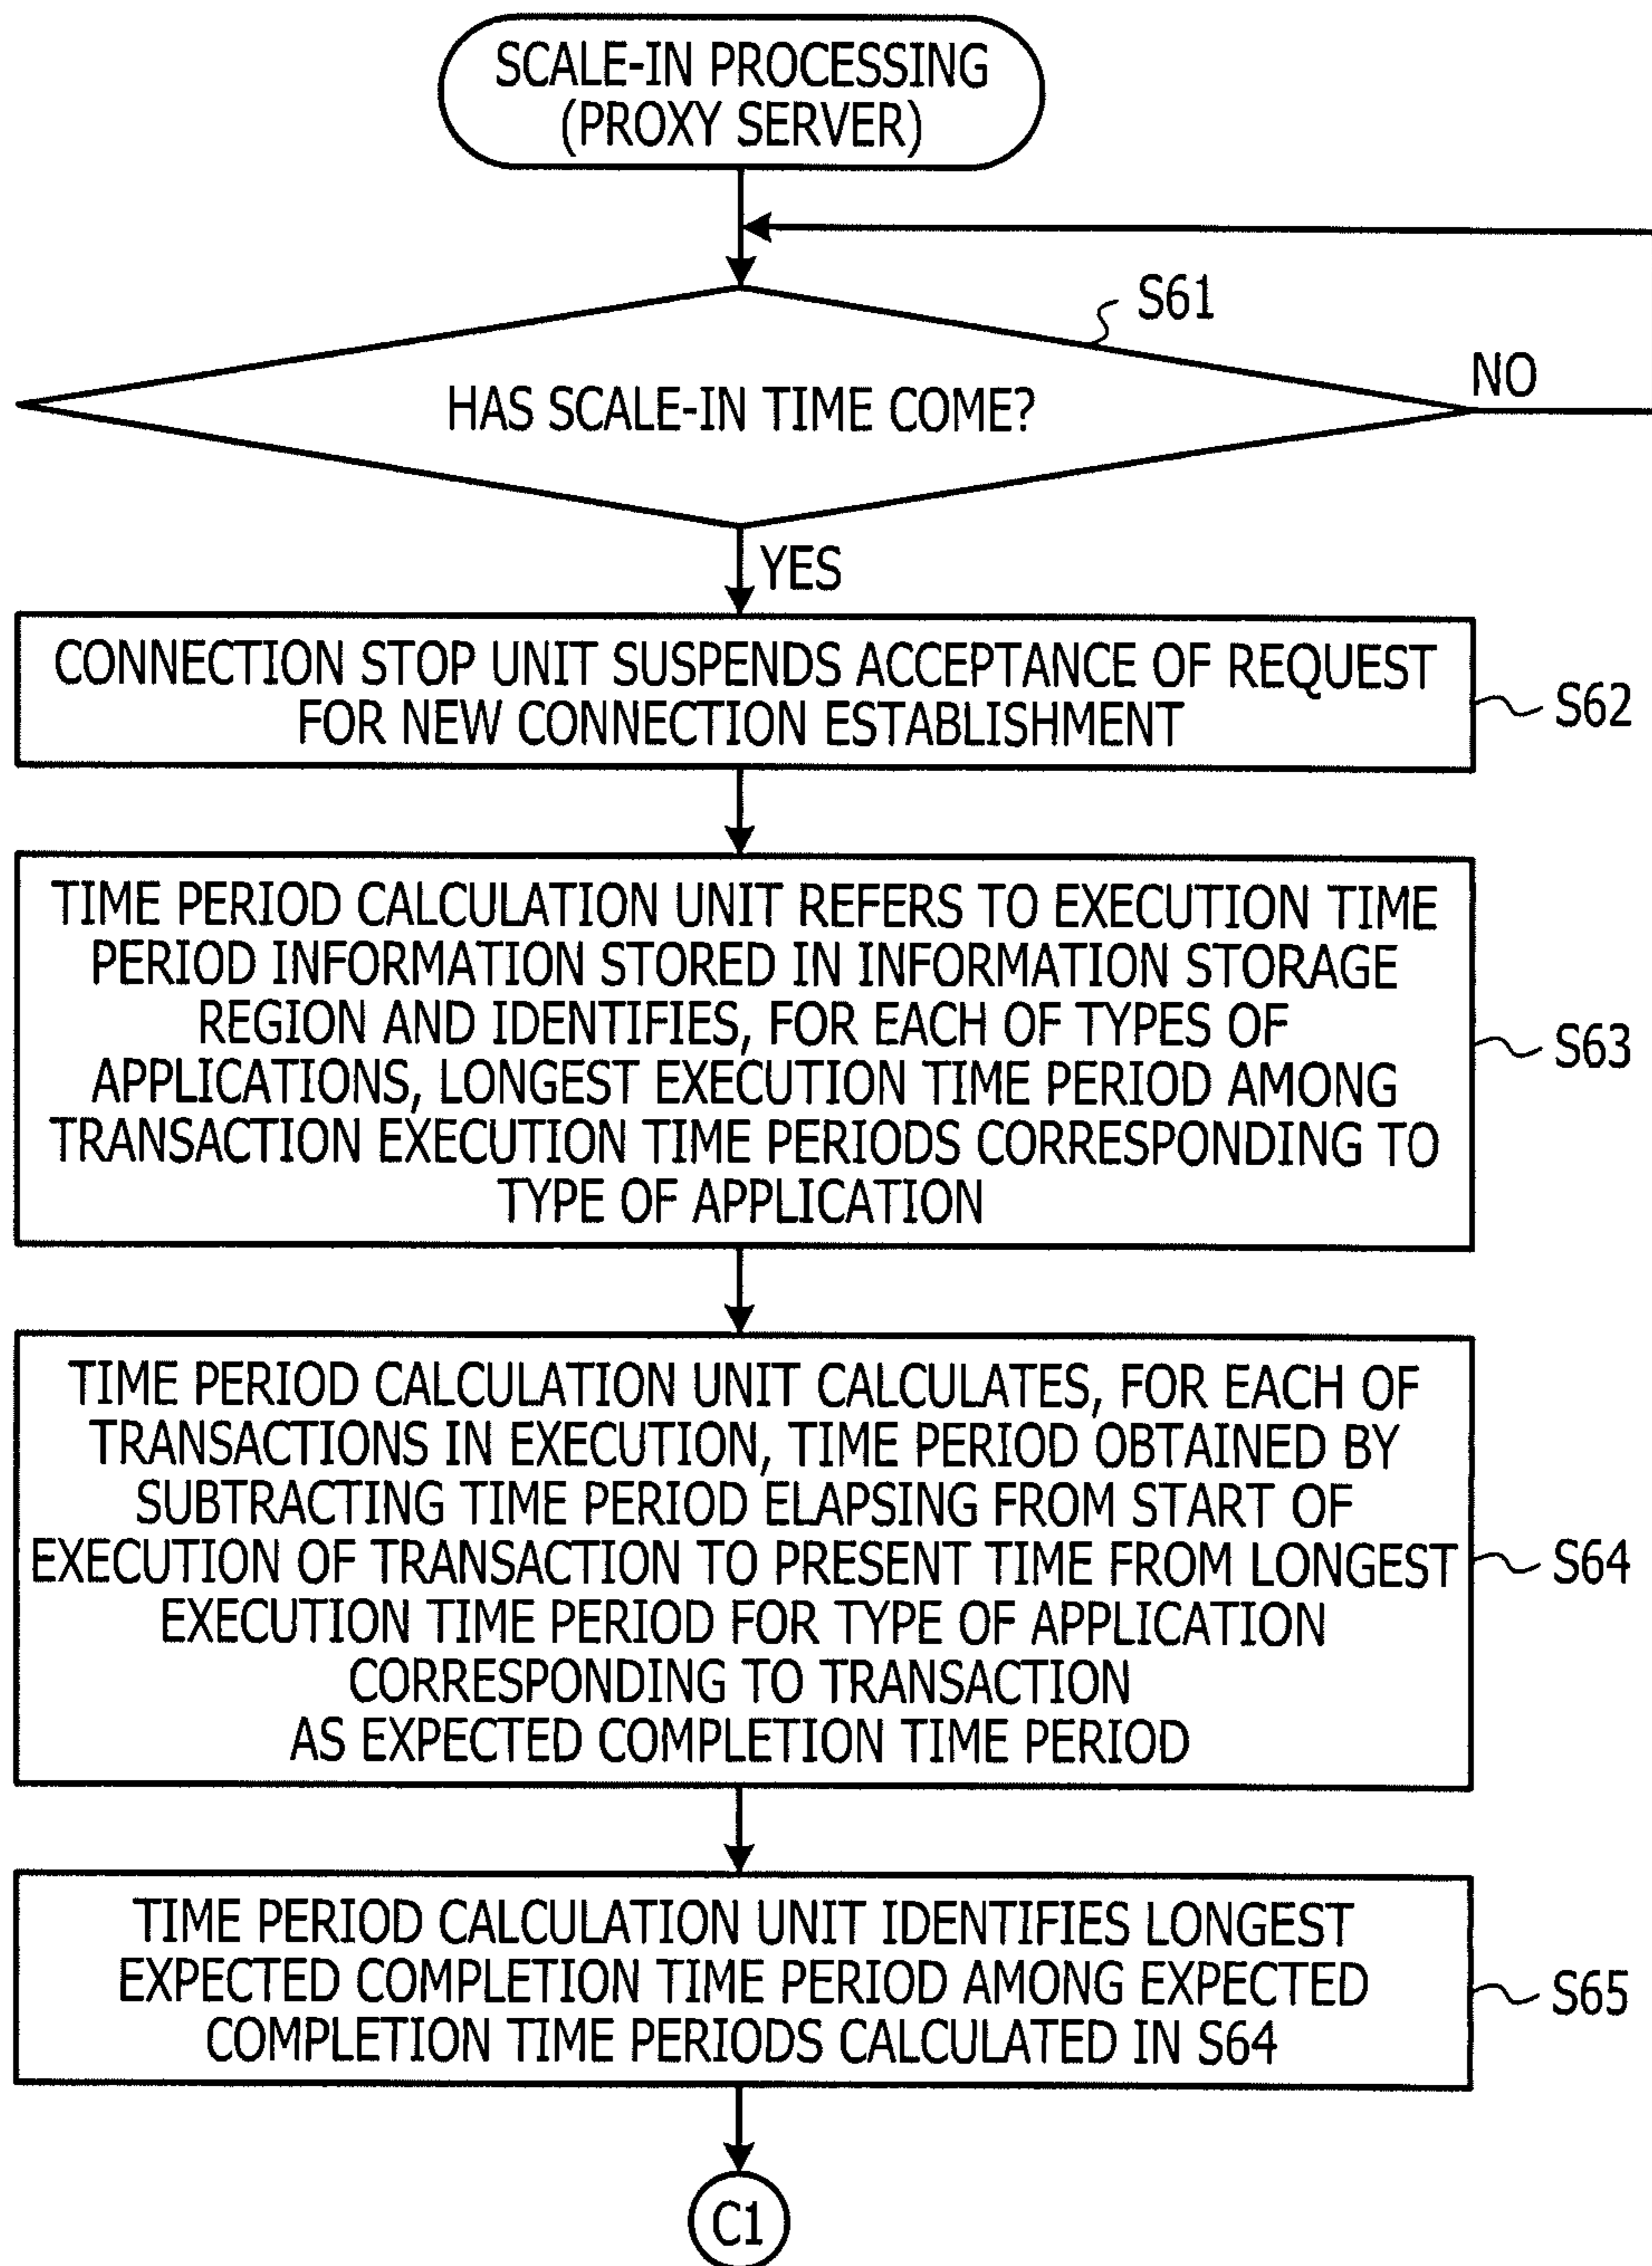 SCALE-IN PROCESSING
(PROXY SERVER)
S61
HAS SCALE-IN TIME COME?
NO
YES
CONNECTION STOP UNIT SUSPENDS ACCEPTANCE OF REQUEST
FOR NEW CONNECTION ESTABLISHMENT
S62
TIME PERIOD CALCULATION UNIT REFERS TO EXECUTION TIME
PERIOD INFORMATION STORED IN INFORMATION STORAGE
REGION AND IDENTIFIES, FOR EACH OF TYPES OF
APPLICATIONS, LONGEST EXECUTION TIME PERIOD AMONG
TRANSACTION EXECUTION TIME PERIODS CORRESPONDING TO
TYPE OF APPLICATION
S63
TIME PERIOD CALCULATION UNIT CALCULATES, FOR EACH OF
TRANSACTIONS IN EXECUTION, TIME PERIOD OBTAINED BY
SUBTRACTING TIME PERIOD ELAPSING FROM START OF
EXECUTION OF TRANSACTION TO PRESENT TIME FROM LONGEST
EXECUTION TIME PERIOD FOR TYPE OF APPLICATION
CORRESPONDING TO TRANSACTION
AS EXPECTED COMPLETION TIME PERIOD
S64
TIME PERIOD CALCULATION UNIT IDENTIFIES LONGEST
EXPECTED COMPLETION TIME PERIOD AMONG EXPECTED
COMPLETION TIME PERIODS CALCULATED IN S64
S65
C1